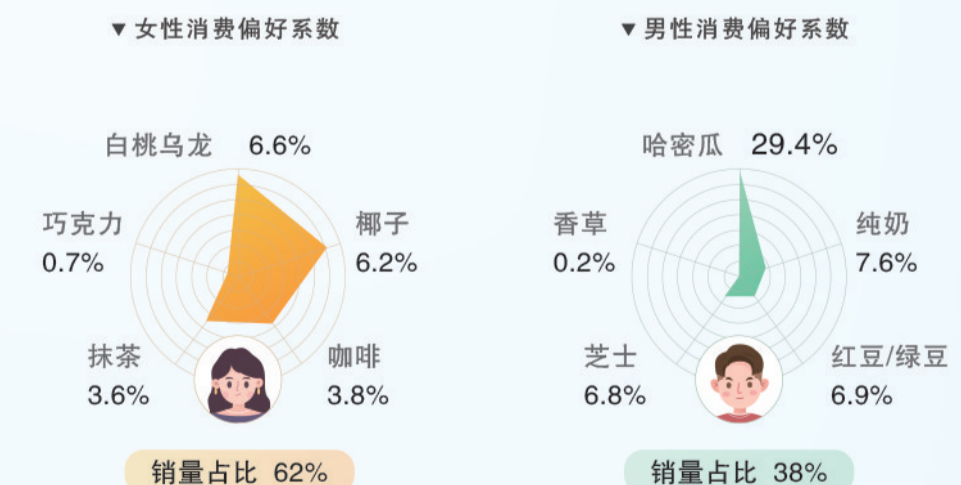 ▼女性消费偏好系数
白桃乌龙 6.6%
巧克力
0.7%
椰子
6.2%
抹茶
3.6%
咖啡
3.8%
销量占比 62%
▼男性消费偏好系数
哈密瓜 29.4%
香草
0.2%
纯奶
7.6%
芝士
6.8%
红豆/绿豆
6.9%
销量占比 38%